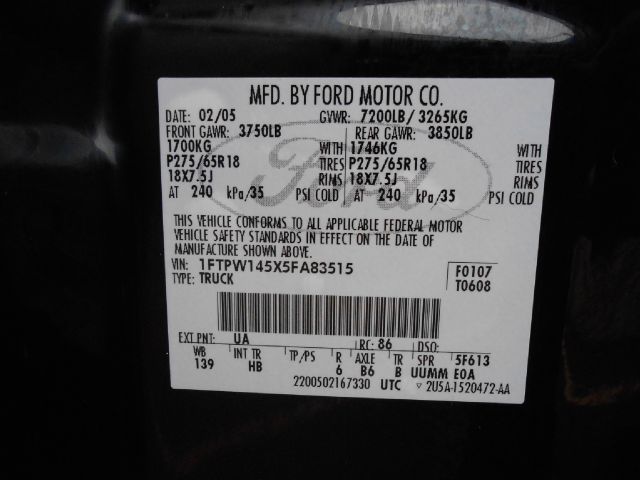 MFD. BY FORD MOTOR CO.
DATE: 02/05 GVWR: 7200LB/ 3265KG
FRONT GAWR: 3750LB REAR GAWR: 3850LB
1700KG WITH 1746KG WITH
P275/65R18 TIRES P275/65R18 TIRES
18X7.5J RIMS 18X7.5J RIMS
AT 240 kPa/35 PSI COLD AT 240 kPa/35 PSI COLD
Ford
THIS VEHICLE CONFORMS TO ALL APPLICABLE FEDERAL MOTOR
VEHICLE SAFETY STANDARDS IN EFFECT ON THE DATE OF
MANUFACTURE SHOWN ABOVE.
VIN: 1FTPW145X5FA83515 F0107
TYPE: TRUCK T0608
EXT PNT: UA RC: 86 DSO:
WB INT TR TP/PS R AXLE TR SPR 5F613
139 HB 6 B6 B UUMM E0A
2200502167330 UTC ▽ 2U5A-1520472-AA